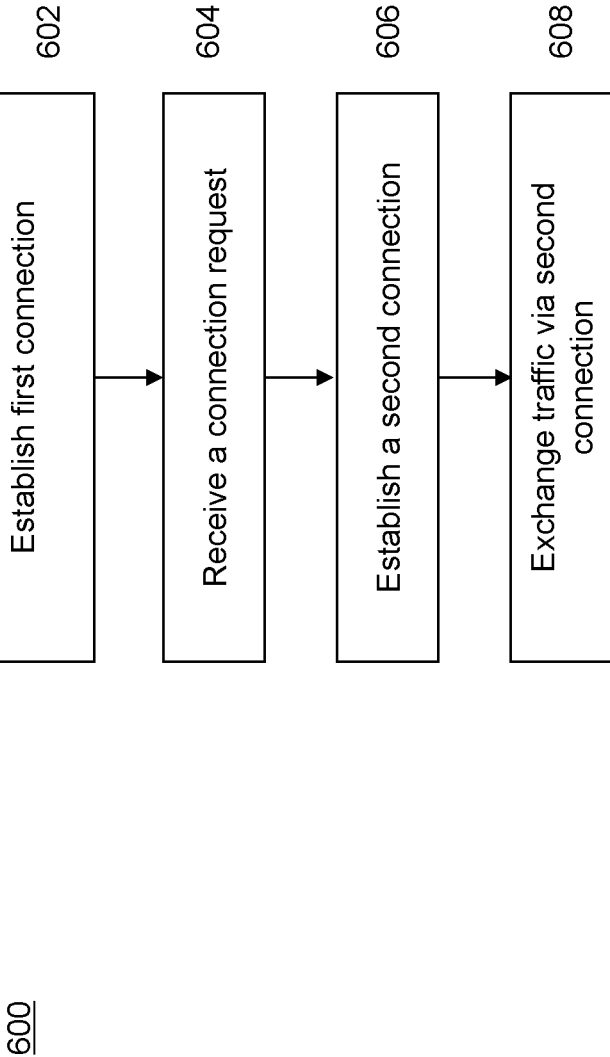 600
Establish first connection
602
Receive a connection request
604
Establish a second connection
606
Exchange traffic via second
connection
608